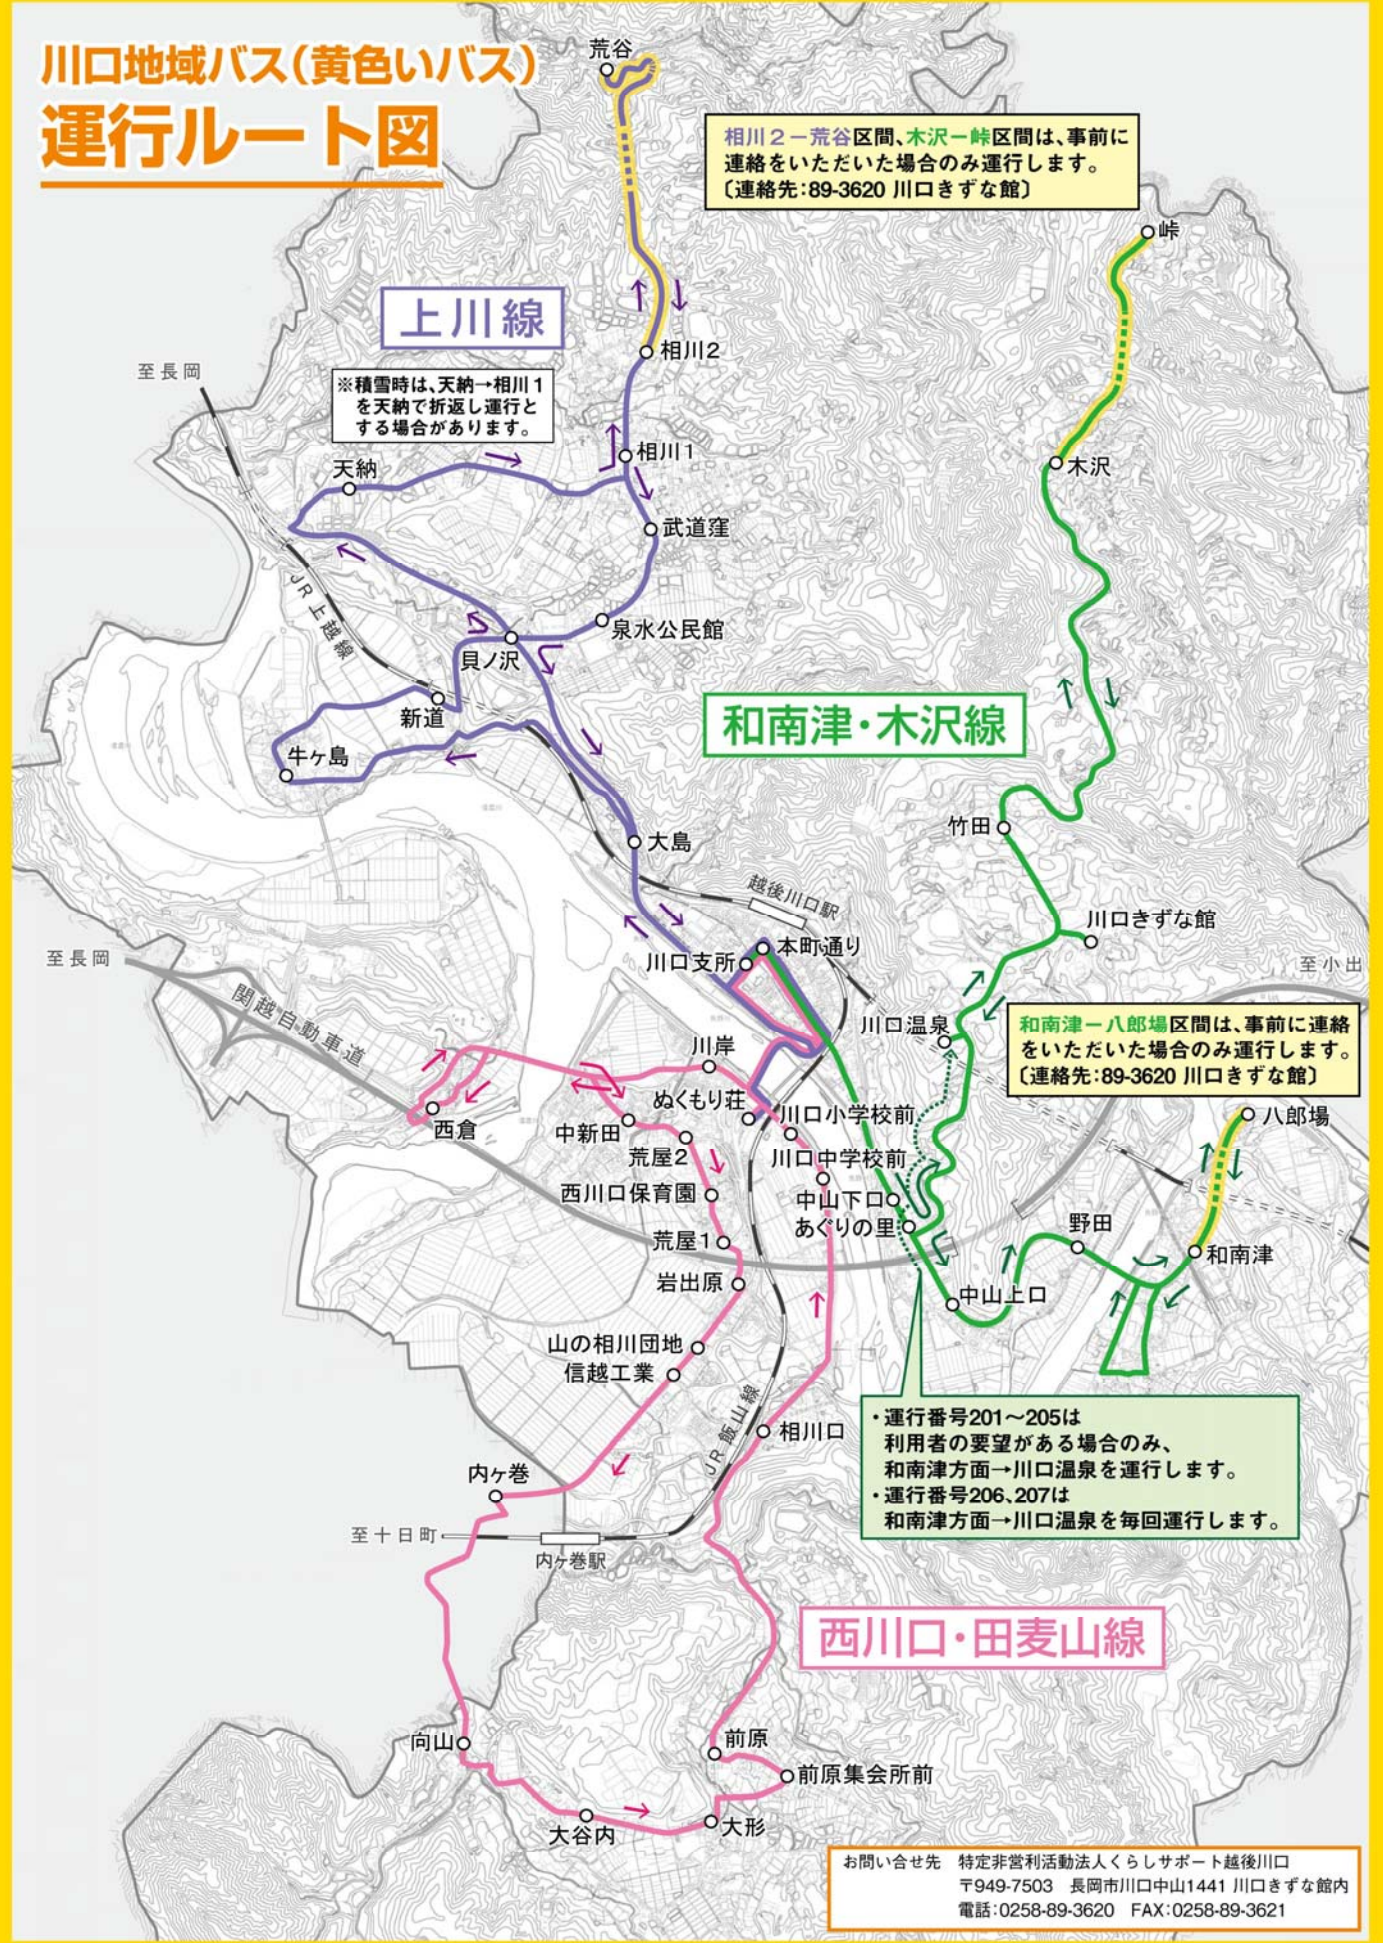 川口地域バス(黄色いバス)
運行ルート図
荒谷
相川2ー荒谷区間、木沢ー峠区間は、事前に
連絡をいただいた場合のみ運行します。
〔連絡先:89-3620 川口きずな館〕
峠
上川線
相川2
至長岡
※積雪時は、天納→相川1
を天納で折返し運行と
する場合があります。
相川1
木沢
天納
武道窪
JR上越線
泉水公民館
貝ノ沢
新道
和南津・木沢線
牛ヶ島
竹田
大島
越後川口駅
川口きずな館
本町通り
川口支所
至長岡
至小出
関越自動車道
川口温泉
和南津ー八郎場区間は、事前に連絡
をいただいた場合のみ運行します。
〔連絡先:89-3620 川口きずな館〕
川岸
ぬくもり荘
川口小学校前
八郎場
西倉
中新田
荒屋2
川口中学校前
西川口保育園
中山下口
あぐりの里
野田
荒屋1
和南津
岩出原
中山上口
山の相川団地
信越工業
JR飯山線
相川口
・運行番号201〜205は
利用者の要望がある場合のみ、
和南津方面→川口温泉を運行します。
・運行番号206、207は
和南津方面→川口温泉を毎回運行します。
内ヶ巻
至十日町
内ヶ巻駅
西川口・田麦山線
向山
前原
前原集会所前
大谷内
大形
お問い合せ先 特定非営利活動法人くらしサポート越後川口
〒949-7503 長岡市川口中山1441 川口きずな館内
電話:0258-89-3620 FAX:0258-89-3621